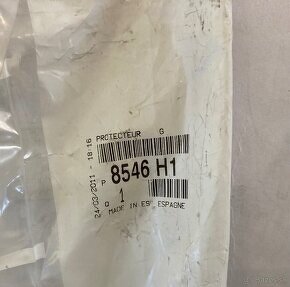 PROTECTEUR G
P 8546 H1
Q 1
MADE IN ES ESPAGNE
24/03/2011 - 18:16